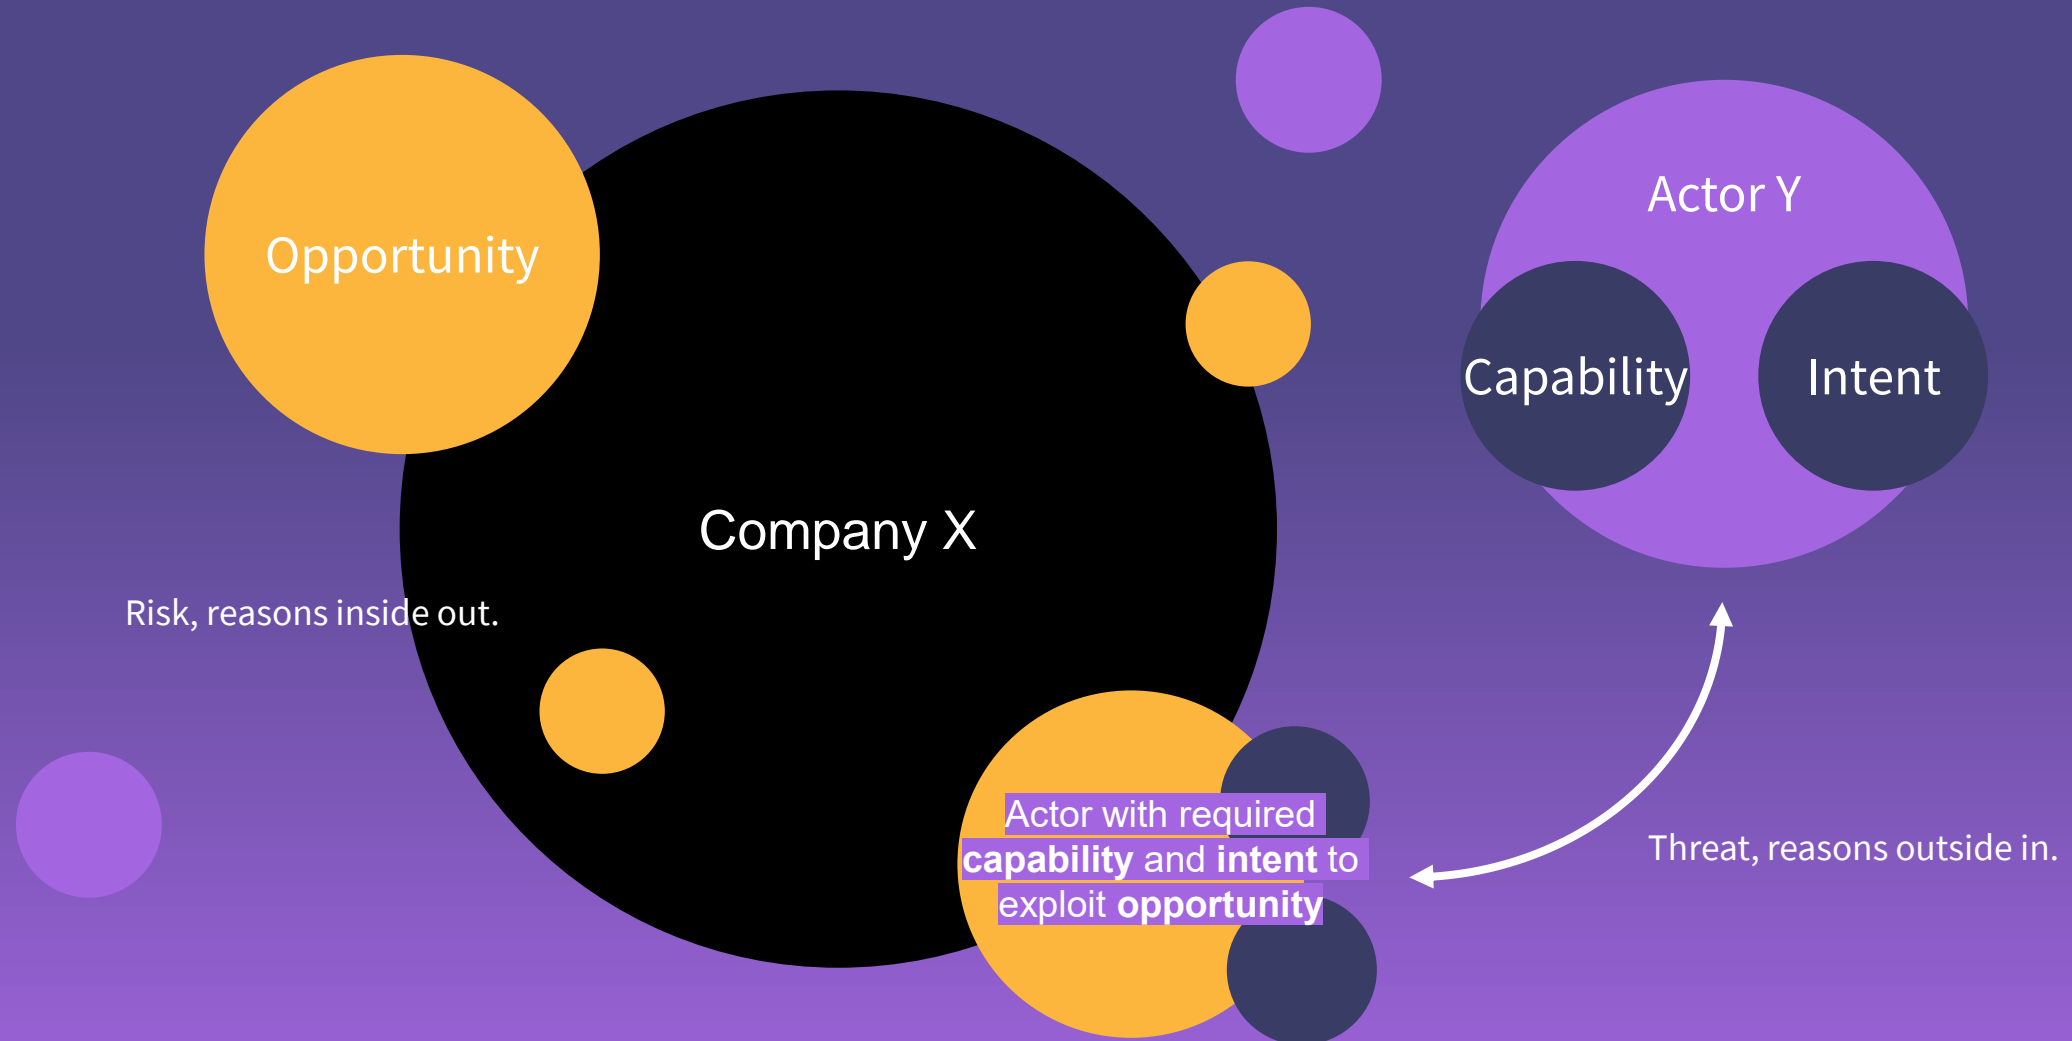 Opportunity
Actor Y
Capability
Intent
Company X
Risk, reasons inside out.
Actor with required
capability and intent to
exploit opportunity
Threat, reasons outside in.